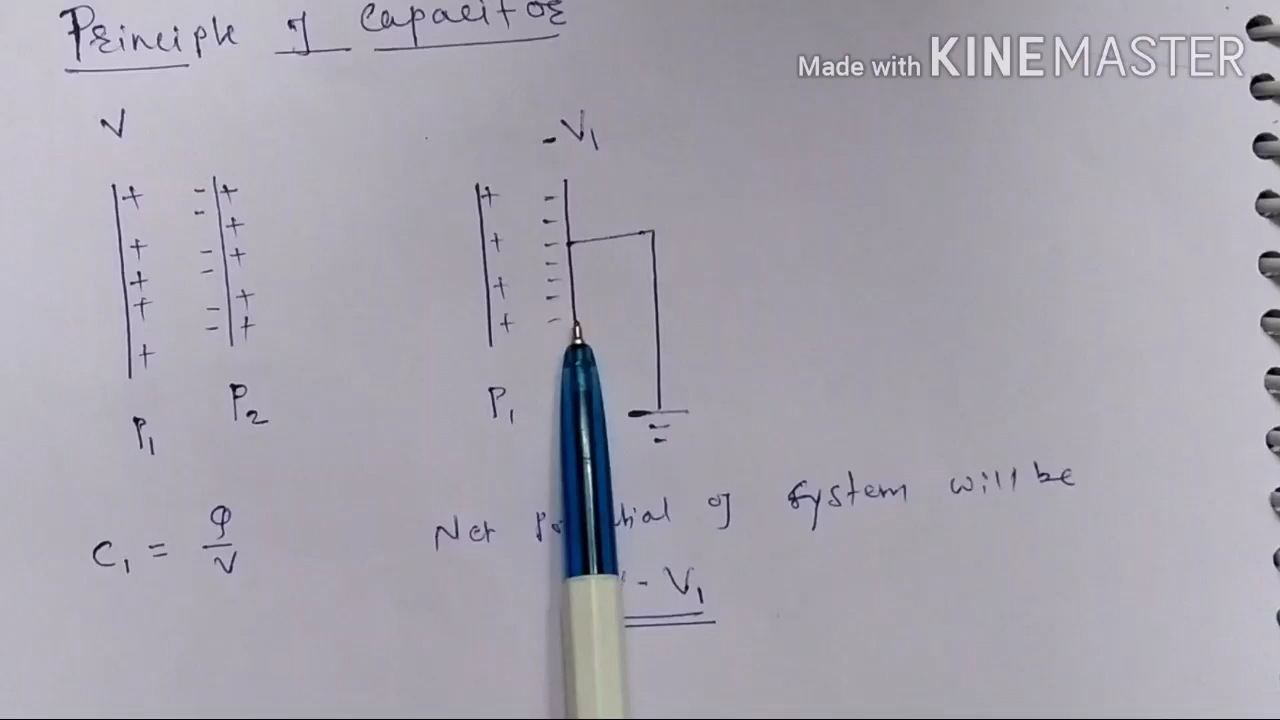 Principle of Capacitor
Made with KINEMASTER
V
-V₁
+ - + + -
- -
+ + -
+ - + -
+ - -
+ + -
- + -
+ - + + -
+
P₁ P₂ P₁
C₁ = Q/V
Net of system will be
- V₁